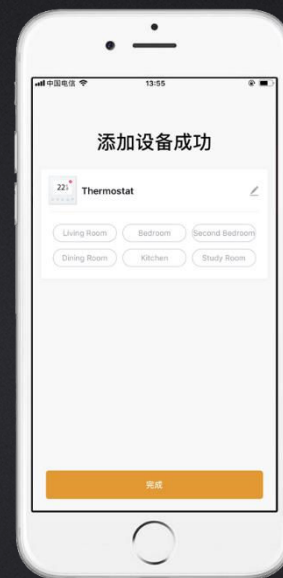 中国电信 13:55
添加设备成功
Thermostat
Living Room Bedroom Second Bedroom
Dining Room Kitchen Study Room
完成